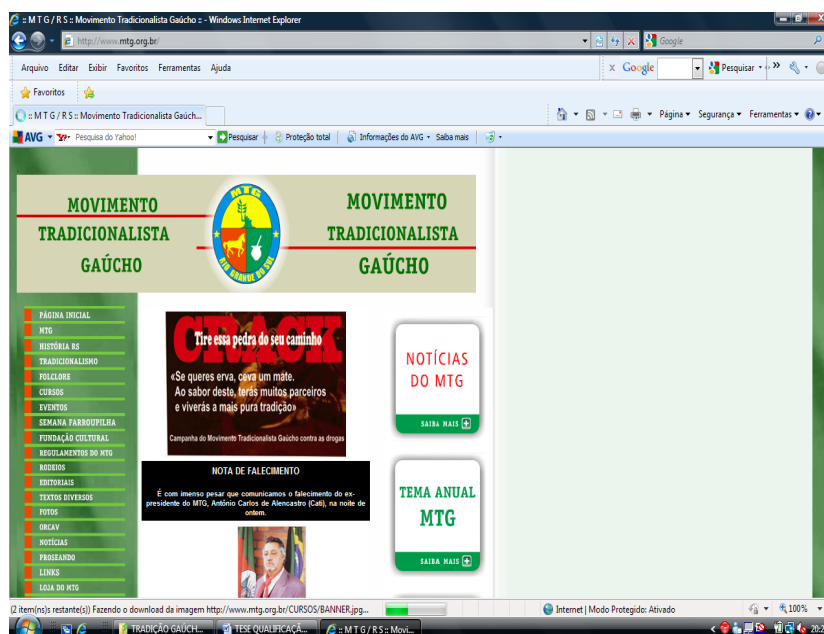 :: M T G / R S :: Movimento Tradicionalista Gaúcho :: - Windows Internet Explorer
http://www.mtg.org.br/
Google
Arquivo Editar Exibir Favoritos Ferramentas Ajuda
x Google Pesquisar
Favoritos
:: M T G / R S :: Movimento Tradicionalista Gaúch...
Página Segurança Ferramentas
AVG Pesquisa do Yahoo! Pesquisar Proteção total Informações do AVG Saiba mais
MOVIMENTO
TRADICIONALISTA
GAÚCHO
MTG
RIO GRANDE DO SUL
MOVIMENTO
TRADICIONALISTA
GAÚCHO
PÁGINA INICIAL
MTG
HISTÓRIA RS
TRADICIONALISMO
FOLCLORE
CURSOS
EVENTOS
SEMANA FARROUPILHA
FUNDAÇÃO CULTURAL
REGULAMENTOS DO MTG
RODEIOS
EDITORIAIS
TEXTOS DIVERSOS
FOTOS
ORCAV
NOTÍCIAS
PROSEANDO
LINKS
LOJA DO MTG
CRACK
Tire essa pedra do seu caminho
«Se queres erva, ceva um mate.
Ao sabor deste, terás muitos parceiros
e viverás a mais pura tradição»
Campanha do Movimento Tradicionalista Gaúcho contra as drogas
NOTA DE FALECIMENTO
É com imenso pesar que comunicamos o falecimento do ex-
presidente do MTG, Antônio Carlos de Alencastro (Cati), na noite de
ontem.
NOTÍCIAS
DO MTG
SAIBA MAIS
TEMA ANUAL
MTG
SAIBA MAIS
(2 item(ns)s restante(s)) Fazendo o download da imagem http://www.mtg.org.br/CURSOS/BANNER.jpg...
Internet | Modo Protegido: Ativado
100%
TRADIÇÃO GAÚCH...
TESE QUALIFICAÇÃ...
:: M T G / R S :: Movi...